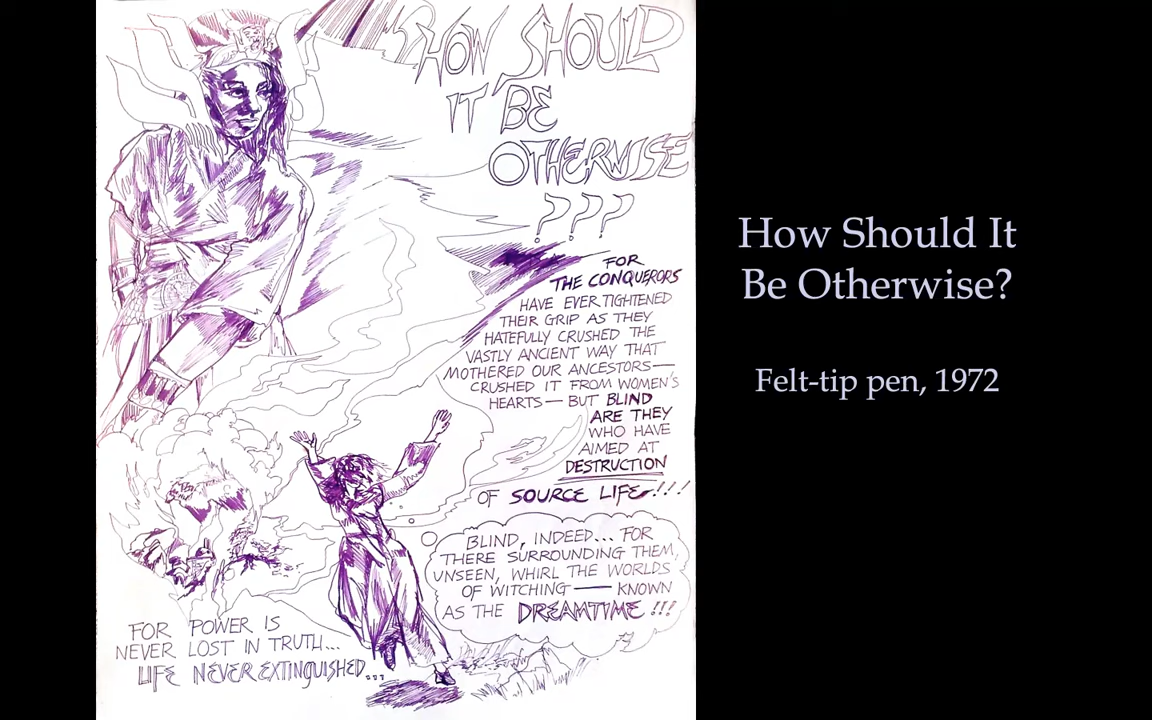 HOW SHOULD
IT BE
OTHERWISE
???
FOR
THE CONQUERORS
HAVE EVER TIGHTENED
THEIR GRIP AS THEY
HATEFULLY CRUSHED THE
VASTLY ANCIENT WAY THAT
MOTHERED OUR ANCESTORS—
CRUSHED IT FROM WOMEN'S
HEARTS — BUT BLIND
ARE THEY
WHO HAVE
AIMED AT
DESTRUCTION
OF SOURCE LIFE!!!
BLIND, INDEED... FOR
THERE SURROUNDING THEM,
UNSEEN, WHIRL THE WORLDS
OF WITCHING — KNOWN
AS THE DREAMTIME!!!
FOR POWER IS
NEVER LOST IN TRUTH...
LIFE NEVER EXTINGUISHED...
How Should It
Be Otherwise?
Felt-tip pen, 1972